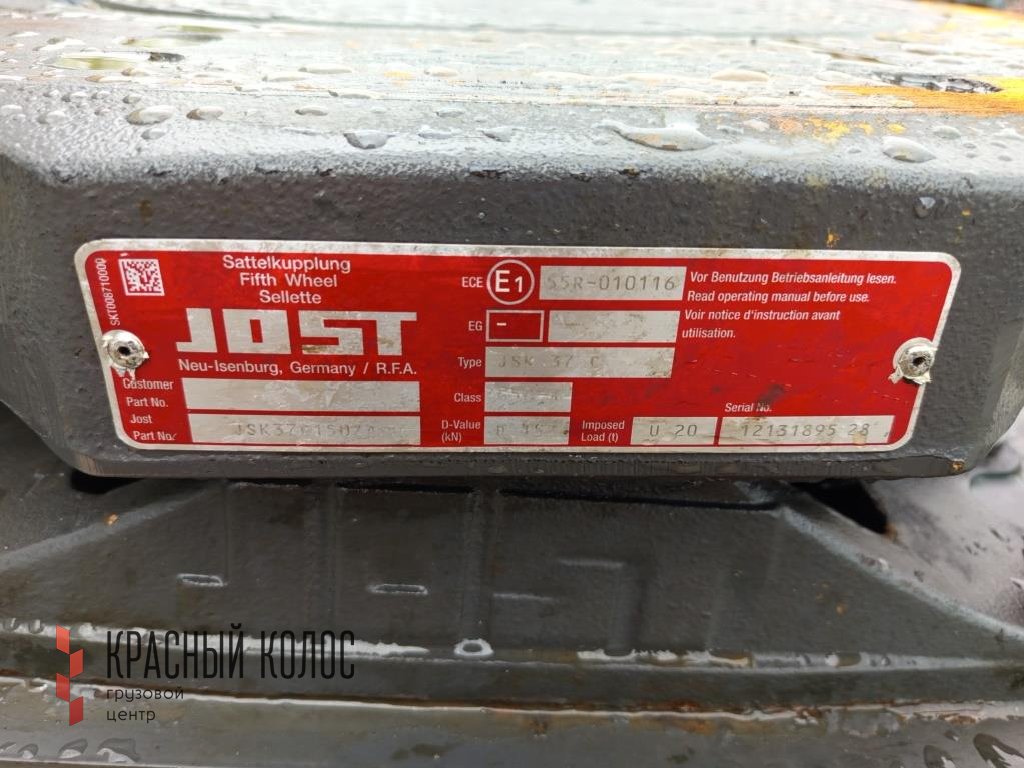 SKT008710000
Sattelkupplung
Fifth Wheel
Sellette
JOST
Neu-Isenburg, Germany / R.F.A.
Customer
Part No.
Jost
Part No.
ECE E1 55R-010116
EG -
Type JSK 37 C
Class
D-Value
(kN)
Imposed
Load (t)
U 20
Vor Benutzung Betriebsanleitung lesen.
Read operating manual before use.
Voir notice d'instruction avant
utilisation.
Serial No.
12131895 28
КРАСНЫЙ КОЛОС
грузовой
центр